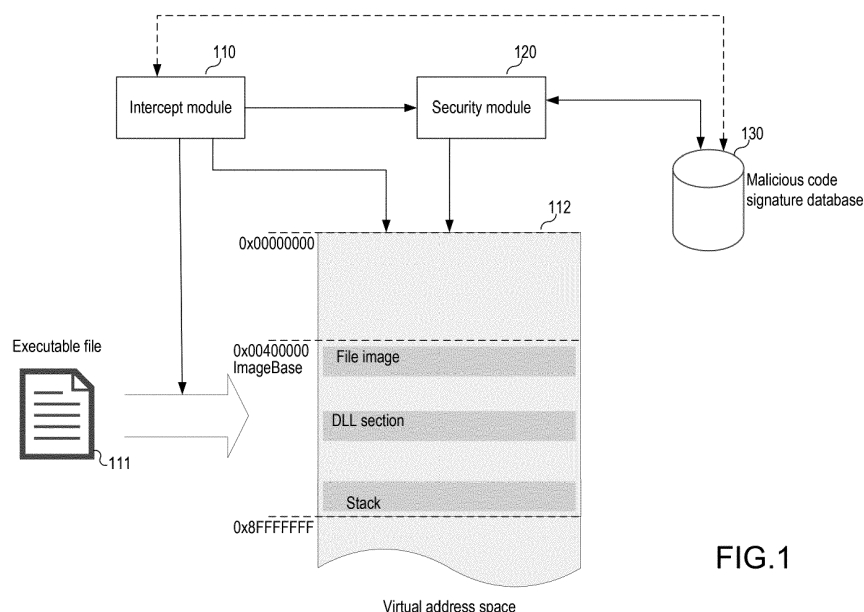 110
120
Intercept module
Security module
130
Malicious code
signature database
112
0x00000000
Executable file
0x00400000
ImageBase
File image
DLL section
111
Stack
0x8FFFFFFF
FIG.1
Virtual address space